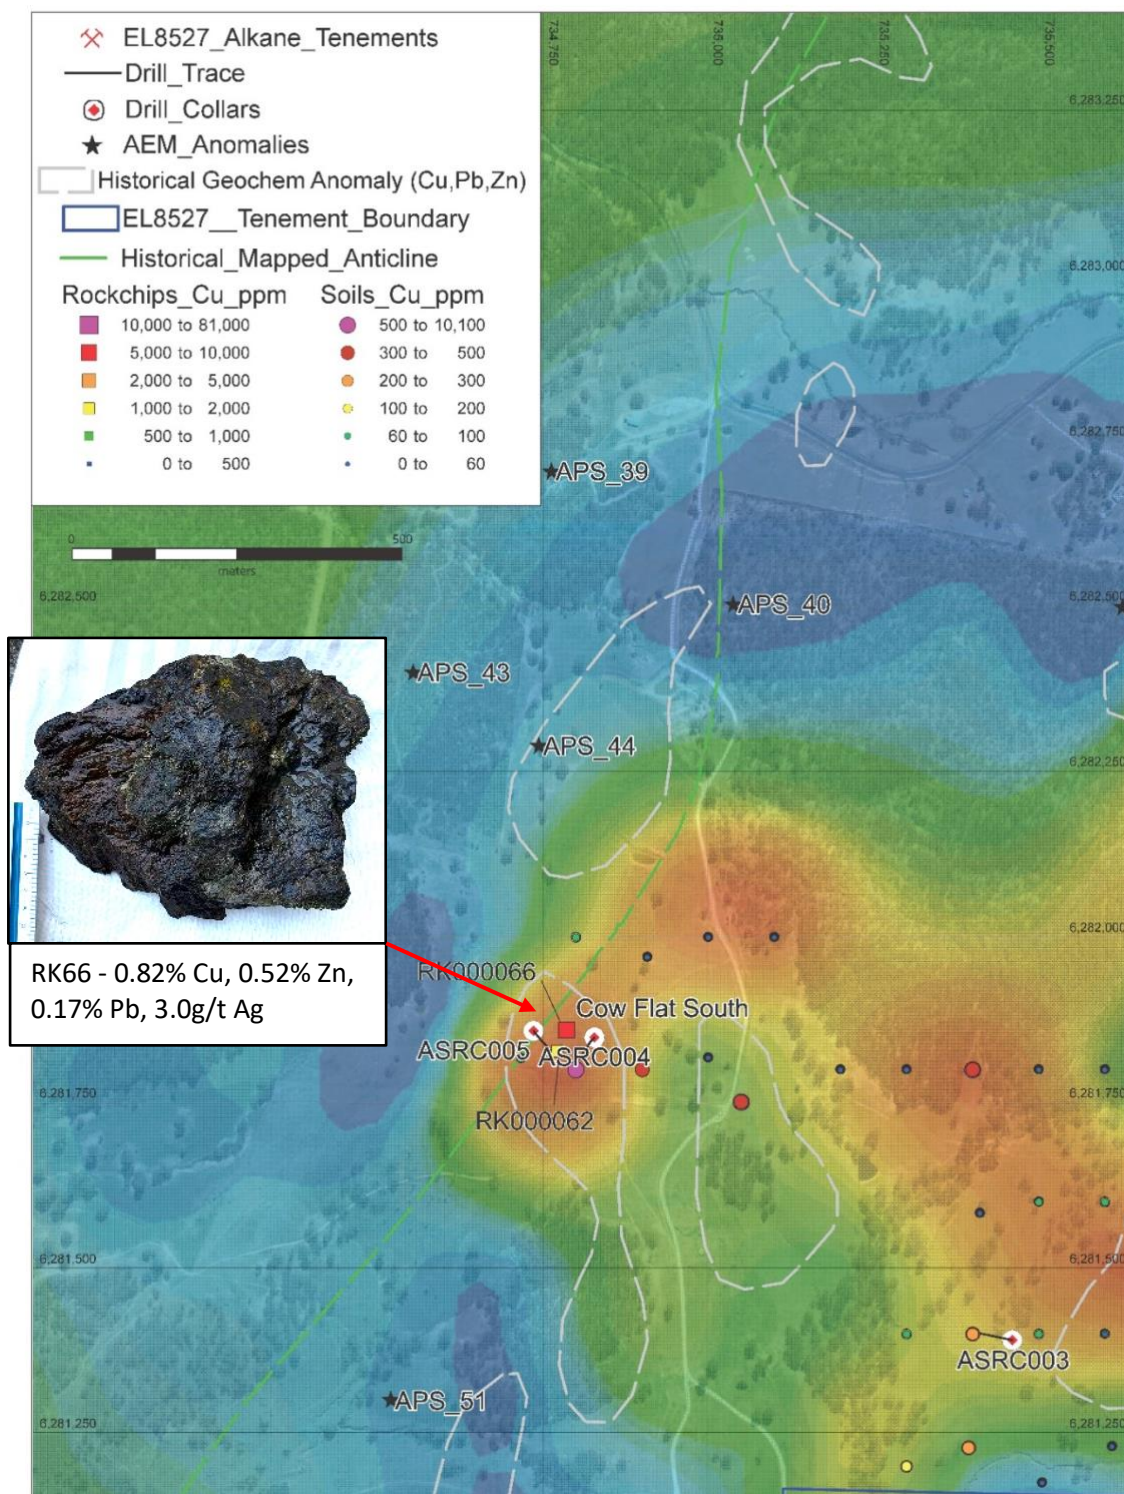 EL8527_Alkane_Tenements
Drill_Trace
Drill_Collars
AEM_Anomalies
Historical Geochem Anomaly (Cu,Pb,Zn)
EL8527__Tenement_Boundary
Historical_Mapped_Anticline
Rockchips_Cu_ppm Soils_Cu_ppm
10,000 to 81,000 500 to 10,100
5,000 to 10,000 300 to 500
2,000 to 5,000 200 to 300
1,000 to 2,000 100 to 200
500 to 1,000 60 to 100
0 to 500 0 to 60
734,750
735,000
735,250
735,500
6,283,250
6,283,000
6,282,750
APS_39
0 500
meters
6,282,500 6,282,500
APS_40
APS_43
APS_44
6,282,250
6,282,000
RK66 - 0.82% Cu, 0.52% Zn,
0.17% Pb, 3.0g/t Ag
RK000066
Cow Flat South
ASRC005 ASRC004
6,281,750 6,281,750
RK000062
6,281,500 6,281,500
ASRC003
APS_51
6,281,250 6,281,250